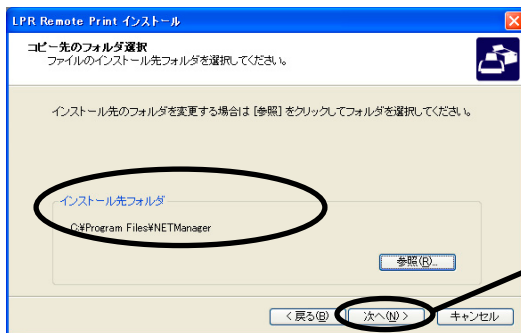 LPR Remote Print インストール
コピー先のフォルダ選択
ファイルのインストール先フォルダを選択してください。
インストール先のフォルダを変更する場合は [参照] をクリックしてフォルダを選択してください。
インストール先フォルダ
C:¥Program Files¥NETManager
参照(R)...
< 戻る(B)
次へ(N) >
キャンセル